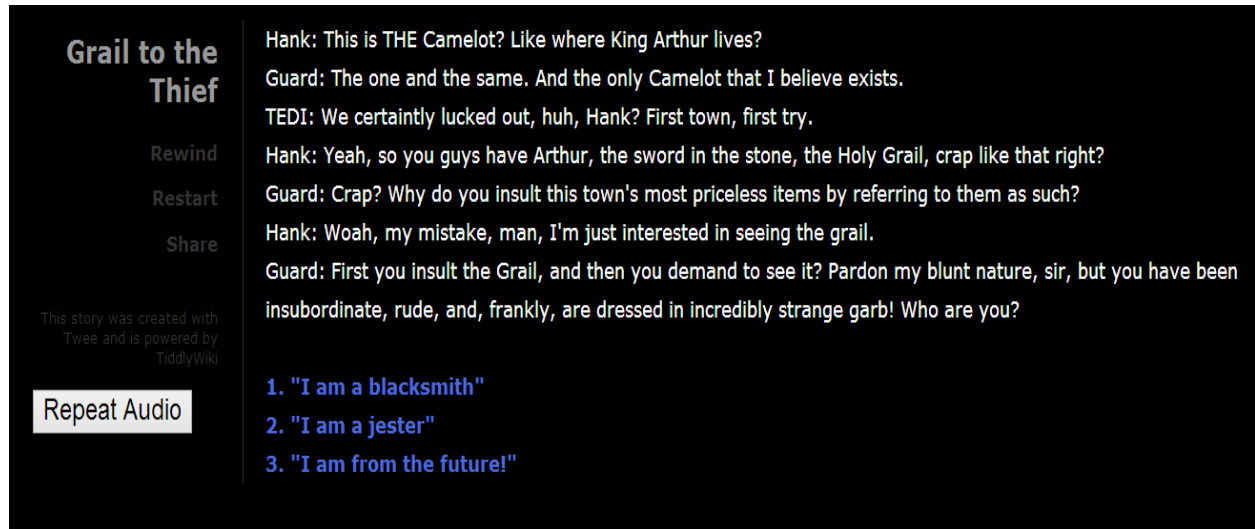 Grail to the
Thief
Rewind
Restart
Share
This story was created with
Twee and is powered by
TiddlyWiki
Repeat Audio
Hank: This is THE Camelot? Like where King Arthur lives?
Guard: The one and the same. And the only Camelot that I believe exists.
TEDI: We certaintly lucked out, huh, Hank? First town, first try.
Hank: Yeah, so you guys have Arthur, the sword in the stone, the Holy Grail, crap like that right?
Guard: Crap? Why do you insult this town's most priceless items by referring to them as such?
Hank: Woah, my mistake, man, I'm just interested in seeing the grail.
Guard: First you insult the Grail, and then you demand to see it? Pardon my blunt nature, sir, but you have been
insubordinate, rude, and, frankly, are dressed in incredibly strange garb! Who are you?
1. "I am a blacksmith"
2. "I am a jester"
3. "I am from the future!"